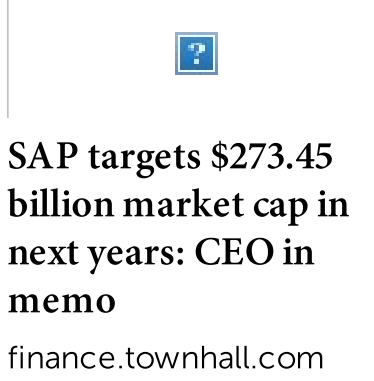 SAP targets $273.45
billion market cap in
next years: CEO in
memo
finance.townhall.com